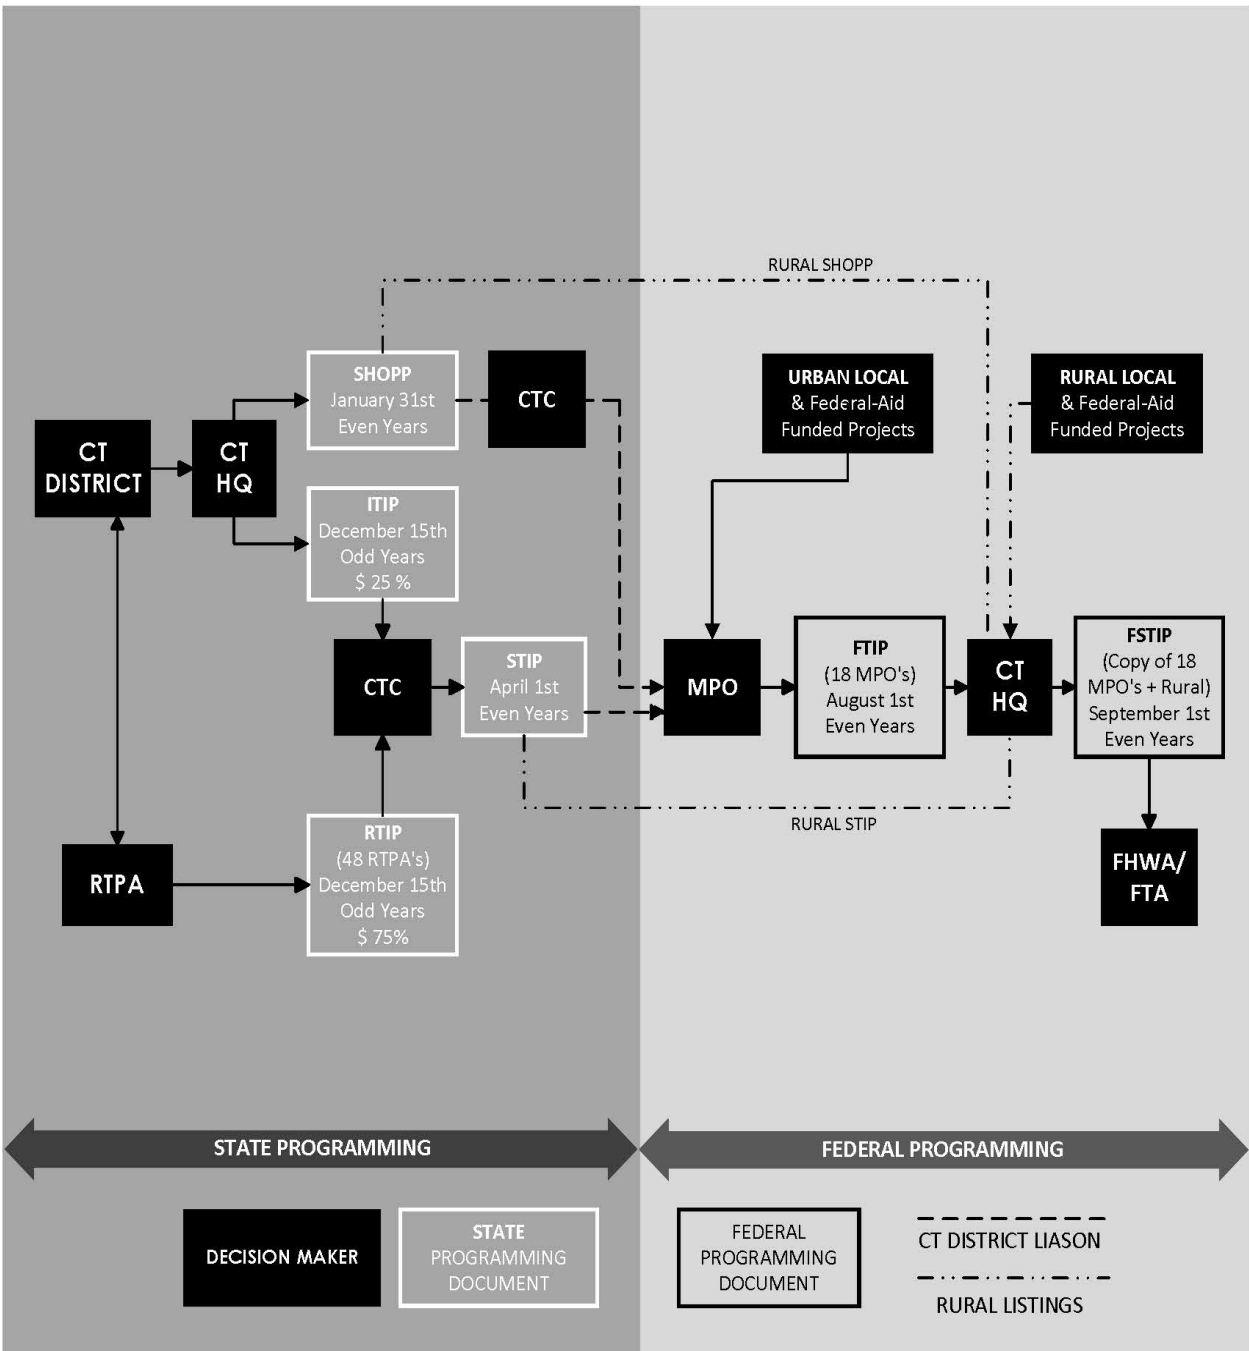 RURAL SHOPP
SHOPP
January 31st
Even Years
CTC
URBAN LOCAL
& Federal-Aid
Funded Projects
RURAL LOCAL
& Federal-Aid
Funded Projects
CT
DISTRICT
CT
HQ
ITIP
December 15th
Odd Years
$ 25 %
CTC
STIP
April 1st
Even Years
MPO
FTIP
(18 MPO's)
August 1st
Even Years
CT
HQ
FSTIP
(Copy of 18
MPO's + Rural)
September 1st
Even Years
RURAL STIP
RTPA
RTIP
(48 RTPA's)
December 15th
Odd Years
$ 75%
FHWA/
FTA
STATE PROGRAMMING
FEDERAL PROGRAMMING
DECISION MAKER
STATE
PROGRAMMING
DOCUMENT
FEDERAL
PROGRAMMING
DOCUMENT
CT DISTRICT LIASON
RURAL LISTINGS